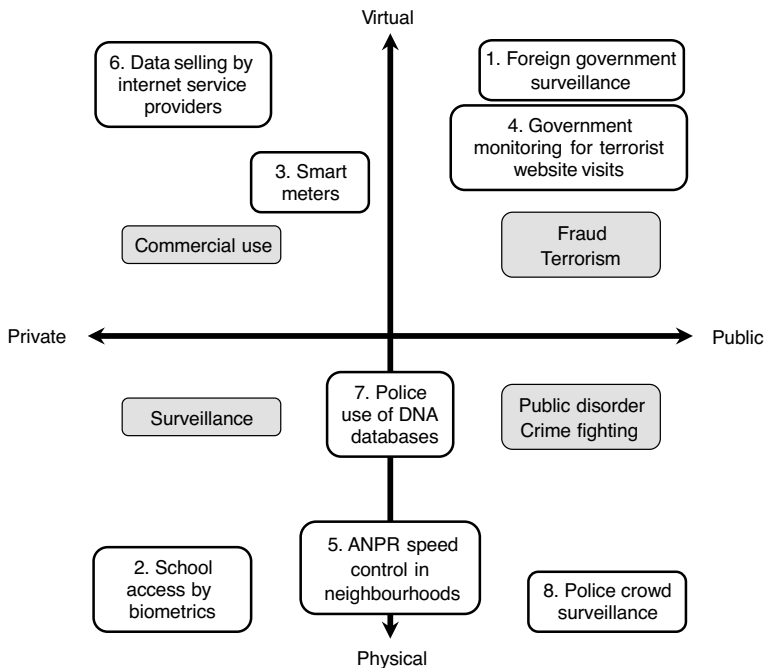 Virtual
6. Data selling by
internet service
providers
1. Foreign government
surveillance
4. Government
monitoring for terrorist
website visits
3. Smart
meters
Commercial use
Fraud
Terrorism
Private
Public
7. Police
use of DNA
databases
Surveillance
Public disorder
Crime fighting
2. School
access by
biometrics
5. ANPR speed
control in
neighbourhoods
8. Police crowd
surveillance
Physical